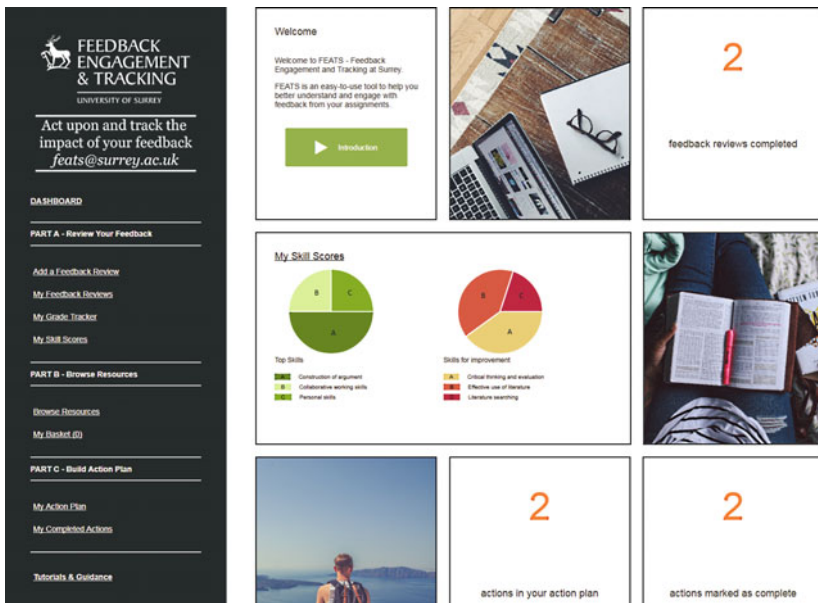 FEEDBACK
ENGAGEMENT
& TRACKING
UNIVERSITY OF SURREY
Act upon and track the
impact of your feedback
feats@surrey.ac.uk
DASHBOARD
PART A - Review Your Feedback
Add a Feedback Review
My Feedback Reviews
My Grade Tracker
My Skill Scores
PART B - Browse Resources
Browse Resources
My Basket (0)
PART C - Build Action Plan
My Action Plan
My Completed Actions
Tutorials & Guidance
Welcome
Welcome to FEATS - Feedback
Engagement and Tracking at Surrey.
FEATS is an easy-to-use tool to help you
better understand and engage with
feedback from your assignments.
Introduction
2
feedback reviews completed
My Skill Scores
B
C
A
Top Skills
A Construction of argument
B Collaborative working skills
C Personal skills
B
C
A
Skills for improvement
A Critical thinking and evaluation
B Effective use of literature
C Literature searching
2
actions in your action plan
2
actions marked as complete